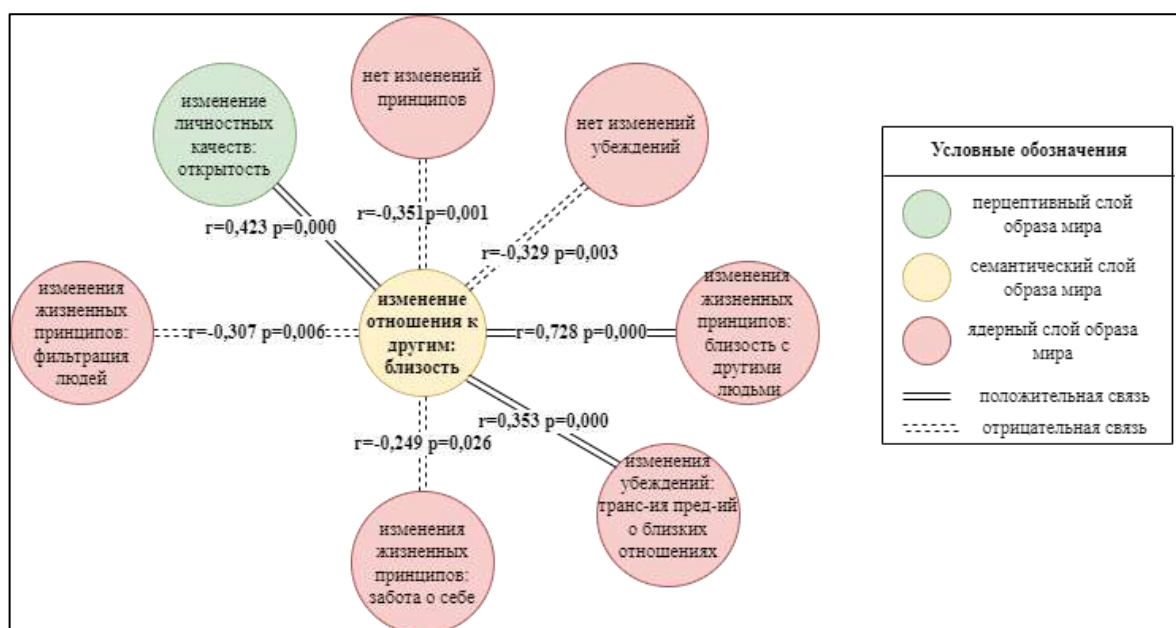 нет изменений
принципов
изменение
личностных
качеств:
открытость
нет изменений
убеждений
r=0,423 p=0,000
r=-0,351p=0,001
r=-0,329 p=0,003
изменения
жизненных
принципов:
фильтрация
людей
r=-0,307 p=0,006
изменение
отношения к
другим:
близость
r=0,728 p=0,000
изменения
жизненных
принципов:
близость с
другими
людьми
r=-0,249 p=0,026
r=0,353 p=0,000
изменения
жизненных
принципов:
забота о себе
изменения
убеждений:
транс-ия пред-ий
о близких
отношениях
Условные обозначения
перцептивный слой
образа мира
семантический слой
образа мира
ядерный слой образа
мира
положительная связь
отрицательная связь